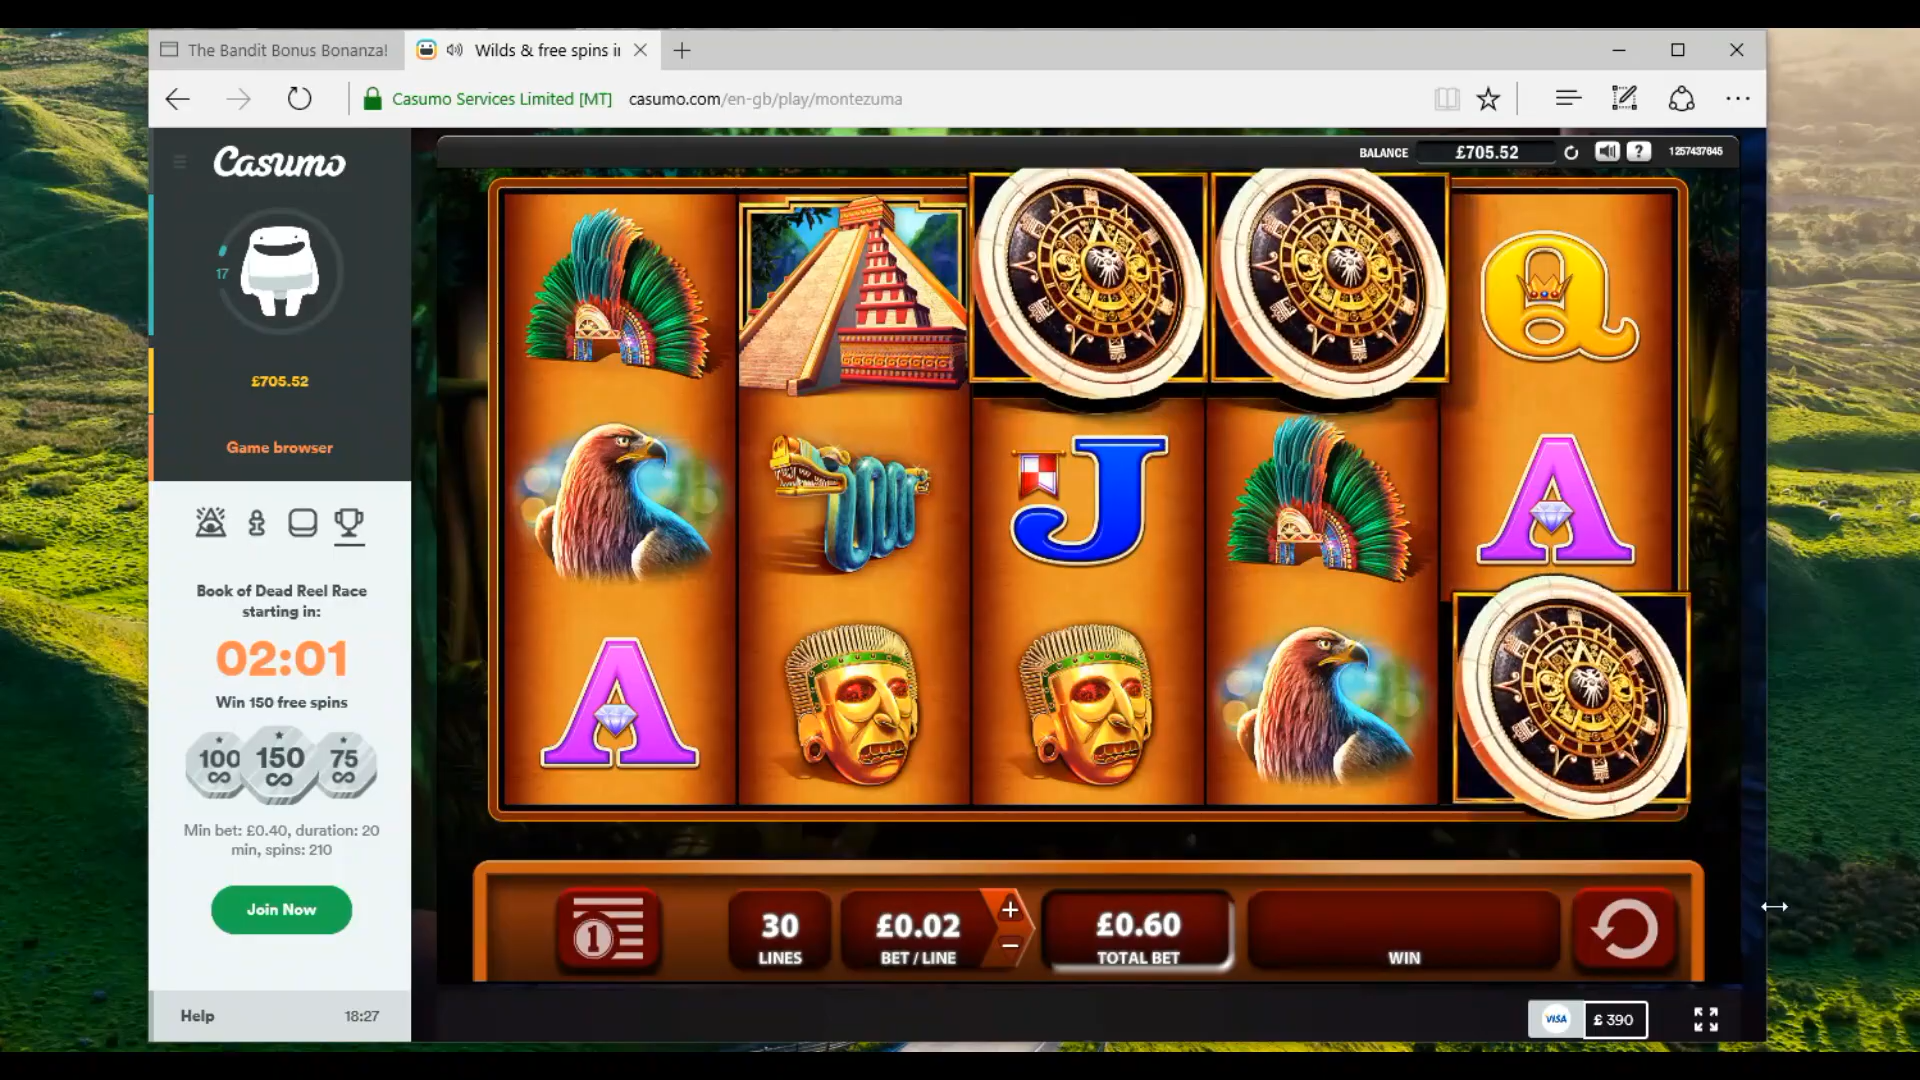 The Bandit Bonus Bonanza!
Wilds & free spins i
Casumo Services Limited [MT] casumo.com/en-gb/play/montezuma
Casumo
BALANCE £705.52 ? 1257437645
17
£705.52
Game browser
Q
J
A
A
Book of Dead Reel Race
starting in:
02:01
Win 150 free spins
100 150 75
∞ ∞ ∞
Min bet: £0.40, duration: 20
min, spins: 210
Join Now
1
30
LINES
£0.02
BET / LINE
+
−
£0.60
TOTAL BET
WIN
Help 18:27
VISA £ 390